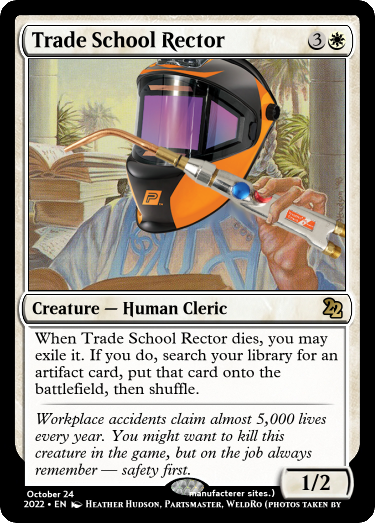 Trade School Rector 3
Creature — Human Cleric
When Trade School Rector dies, you may
exile it. If you do, search your library for an
artifact card, put that card onto the
battlefield, then shuffle.
Workplace accidents claim almost 5,000 lives
every year. You might want to kill this
creature in the game, but on the job always
remember — safety first.
1/2
October 24
manufacturer sites.)
2022 • EN HEATHER HUDSON, PARTSMASTER, WELDRO (PHOTOS TAKEN BY